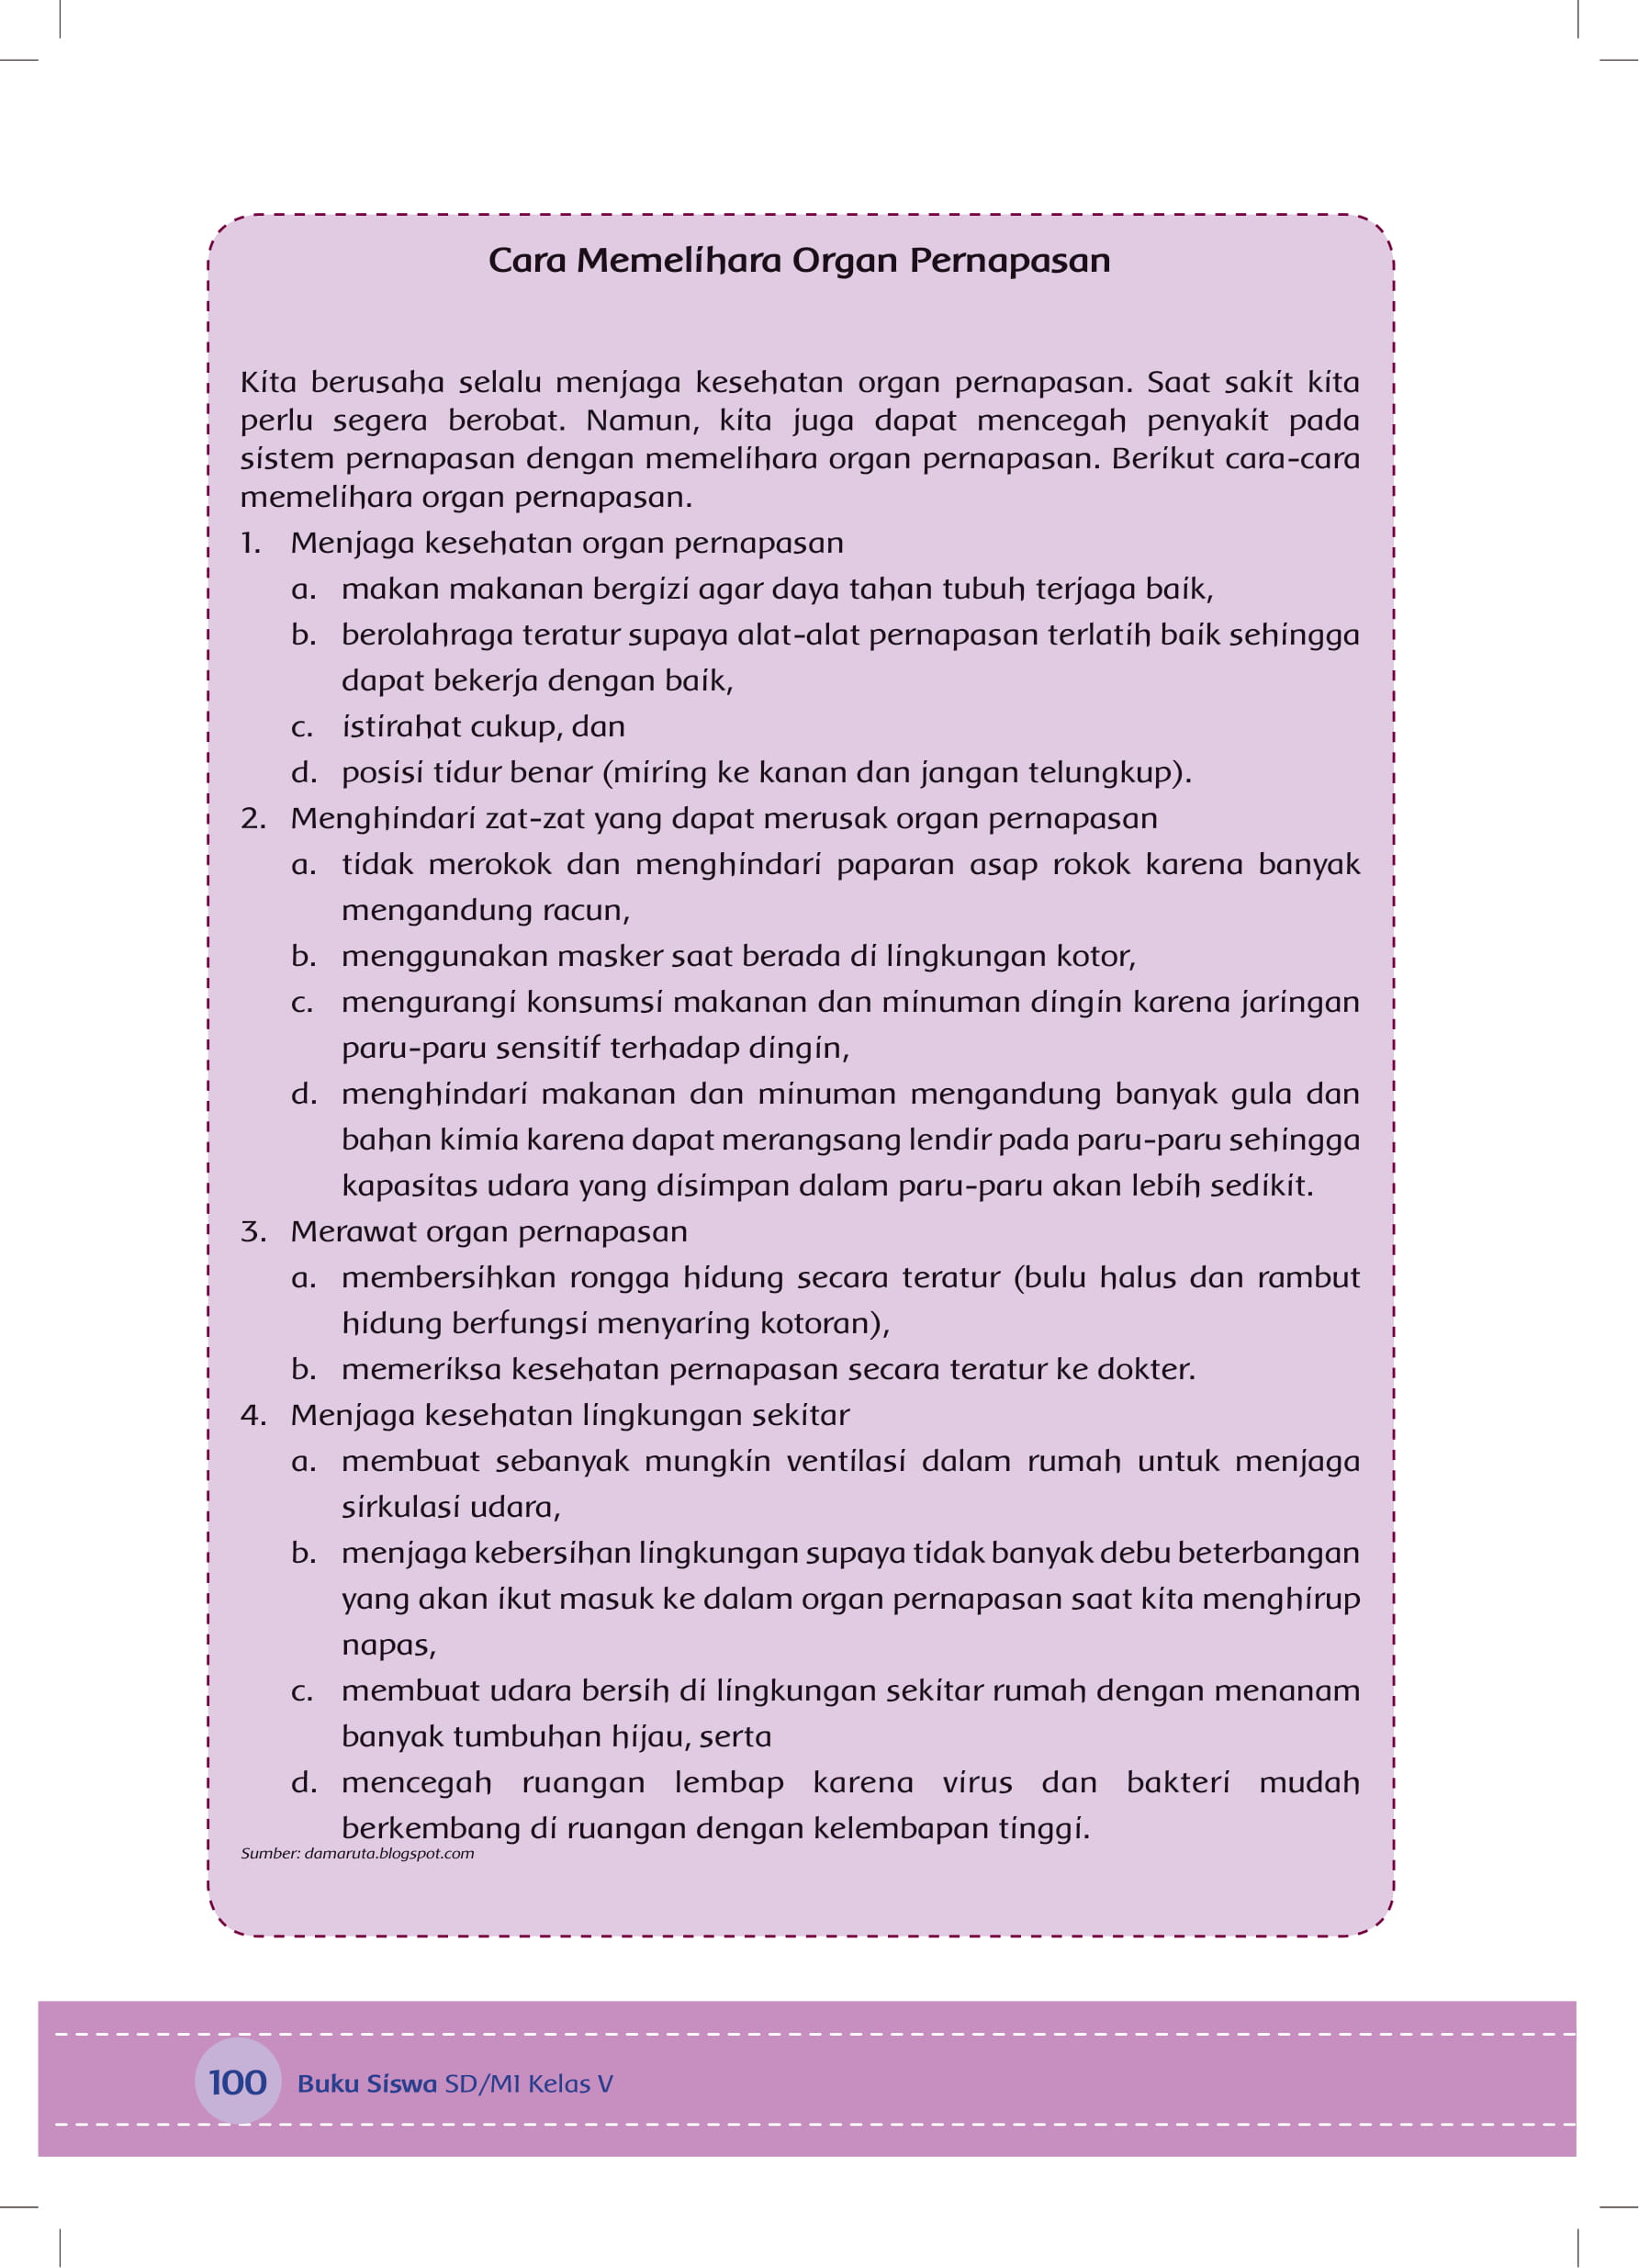 Cara Memelihara Organ Pernapasan
Kita berusaha selalu menjaga kesehatan organ pernapasan. Saat sakit kita
perlu segera berobat. Namun, kita juga dapat mencegah penyakit pada
sistem pernapasan dengan memelihara organ pernapasan. Berikut cara-cara
memelihara organ pernapasan.
1. Menjaga kesehatan organ pernapasan
a. makan makanan bergizi agar daya tahan tubuh terjaga baik,
b. berolahraga teratur supaya alat-alat pernapasan terlatih baik sehingga
dapat bekerja dengan baik,
c. istirahat cukup, dan
d. posisi tidur benar (miring ke kanan dan jangan telungkup).
2. Menghindari zat-zat yang dapat merusak organ pernapasan
a. tidak merokok dan menghindari paparan asap rokok karena banyak
mengandung racun,
b. menggunakan masker saat berada di lingkungan kotor,
c. mengurangi konsumsi makanan dan minuman dingin karena jaringan
paru-paru sensitif terhadap dingin,
d. menghindari makanan dan minuman mengandung banyak gula dan
bahan kimia karena dapat merangsang lendir pada paru-paru sehingga
kapasitas udara yang disimpan dalam paru-paru akan lebih sedikit.
3. Merawat organ pernapasan
a. membersihkan rongga hidung secara teratur (bulu halus dan rambut
hidung berfungsi menyaring kotoran),
b. memeriksa kesehatan pernapasan secara teratur ke dokter.
4. Menjaga kesehatan lingkungan sekitar
a. membuat sebanyak mungkin ventilasi dalam rumah untuk menjaga
sirkulasi udara,
b. menjaga kebersihan lingkungan supaya tidak banyak debu beterbangan
yang akan ikut masuk ke dalam organ pernapasan saat kita menghirup
napas,
c. membuat udara bersih di lingkungan sekitar rumah dengan menanam
banyak tumbuhan hijau, serta
d. mencegah ruangan lembap karena virus dan bakteri mudah
berkembang di ruangan dengan kelembapan tinggi.
Sumber: damaruta.blogspot.com
100 Buku Siswa SD/MI Kelas V